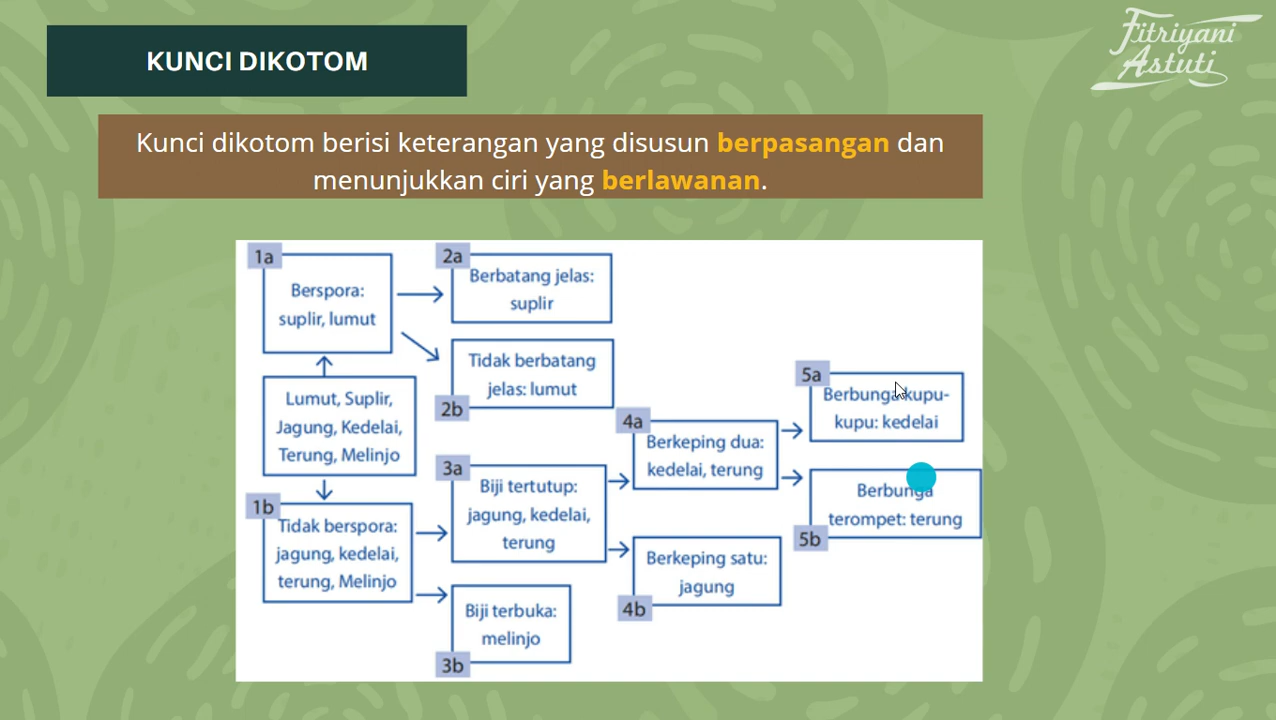 KUNCI DIKOTOM
Fitriyani
Astuti
Kunci dikotom berisi keterangan yang disusun berpasangan dan
menunjukkan ciri yang berlawanan.
1a
Berspora:
suplir, lumut
2a
Berbatang jelas:
suplir
Tidak berbatang
jelas: lumut
2b
Lumut, Suplir,
Jagung, Kedelai,
Terung, Melinjo
1b
Tidak berspora:
jagung, kedelai,
terung, Melinjo
3a
Biji tertutup:
jagung, kedelai,
terung
Biji terbuka:
melinjo
3b
4a
Berkeping dua:
kedelai, terung
Berkeping satu:
jagung
4b
5a
Berbunga kupu-
kupu: kedelai
Berbunga
terompet: terung
5b